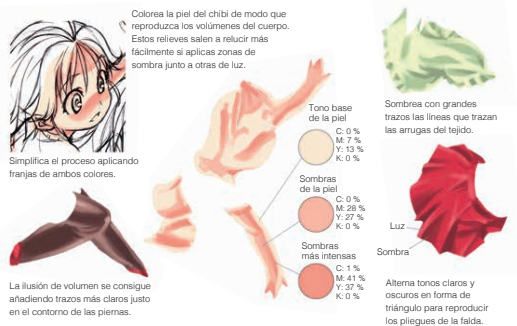 Colorea la piel del chibi de modo que
reproduzca los volúmenes del cuerpo.
Estos relieves salen a relucir más
fácilmente si aplicas zonas de
sombra junto a otras de luz.
Simplifica el proceso aplicando
franjas de ambos colores.
La ilusión de volumen se consigue
añadiendo trazos más claros justo
en el contorno de las piernas.
Tono base
de la piel
C: 0 %
M: 7 %
Y: 13 %
K: 0 %
Sombras
de la piel
C: 0 %
M: 28 %
Y: 27 %
K: 0 %
Sombras
más intensas
C: 1 %
M: 41 %
Y: 37 %
K: 0 %
Sombrea con grandes
trazos las líneas que trazan
las arrugas del tejido.
Luz
Sombra
Alterna tonos claros y
oscuros en forma de
triángulo para reproducir
los pliegues de la falda.